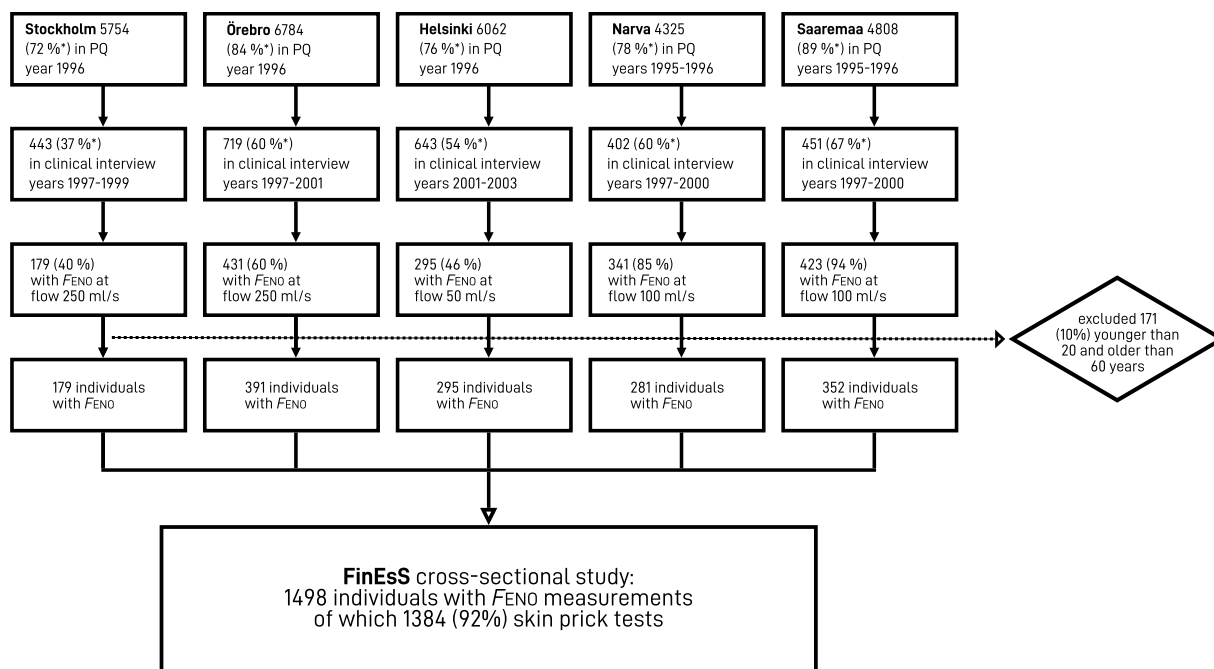 Stockholm 5754
(72 %*) in PQ
year 1996
Örebro 6784
(84 %*) in PQ
year 1996
Helsinki 6062
(76 %*) in PQ
year 1996
Narva 4325
(78 %*) in PQ
years 1995-1996
Saaremaa 4808
(89 %*) in PQ
years 1995-1996
443 (37 %*)
in clinical interview
years 1997-1999
719 (60 %*)
in clinical interview
years 1997-2001
643 (54 %*)
in clinical interview
years 2001-2003
402 (60 %*)
in clinical interview
years 1997-2000
451 (67 %*)
in clinical interview
years 1997-2000
179 (40 %)
with FENO at
flow 250 ml/s
431 (60 %)
with FENO at
flow 250 ml/s
295 (46 %)
with FENO at
flow 50 ml/s
341 (85 %)
with FENO at
flow 100 ml/s
423 (94 %)
with FENO at
flow 100 ml/s
excluded 171
(10%) younger than
20 and older than
60 years
179 individuals
with FENO
391 individuals
with FENO
295 individuals
with FENO
281 individuals
with FENO
352 individuals
with FENO
FinEsS cross-sectional study:
1498 individuals with FENO measurements
of which 1384 (92%) skin prick tests